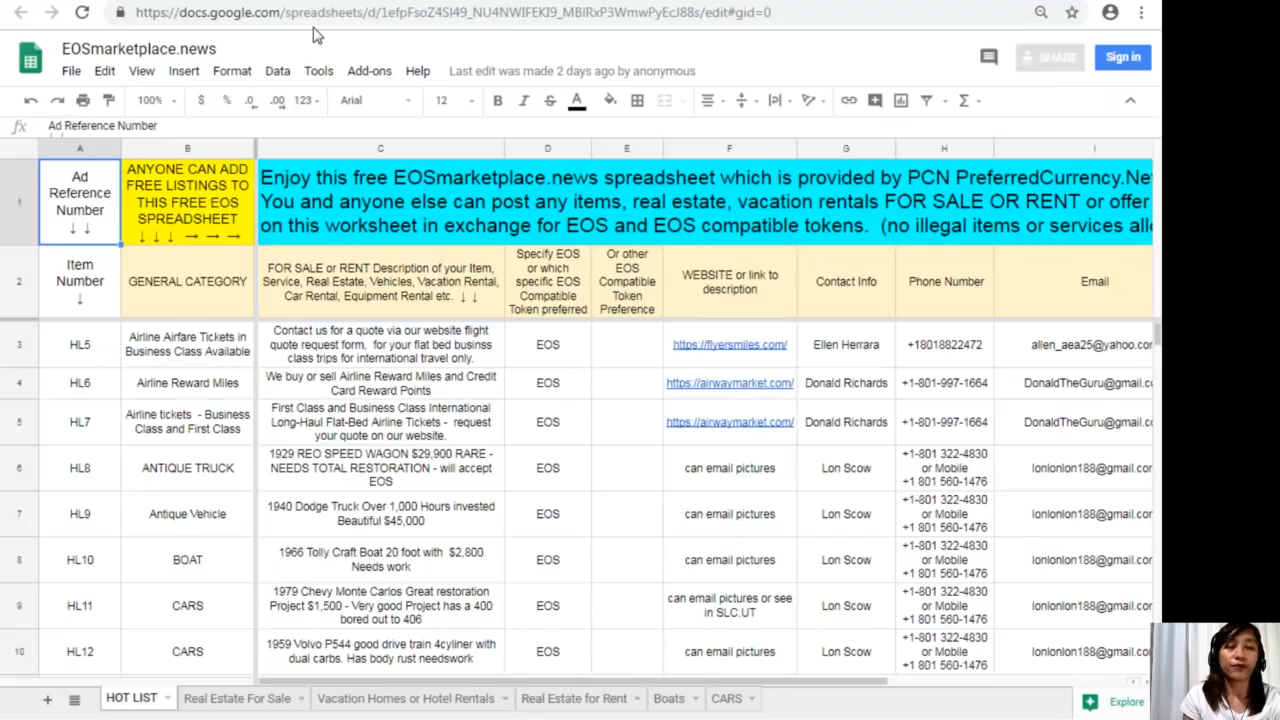 https://docs.google.com/spreadsheets/d/1efpFsoZ4SI49_NU4NWIFEKI9_MBlRxP3WmwPyEcJ88s/edit#gid=0
EOSmarketplace.news
SHARE
Sign in
File Edit View Insert Format Data Tools Add-ons Help Last edit was made 2 days ago by anonymous
100% $ % .0 .00 123 Arial 12 B I S A
fx Ad Reference Number
A B C D E F G H I
1
Ad
Reference
Number
↓ ↓
ANYONE CAN ADD
FREE LISTINGS TO
THIS FREE EOS
SPREADSHEET
↓ ↓ ↓ → → →
Enjoy this free EOSmarketplace.news spreadsheet which is provided by PCN PreferredCurrency.Ne
You and anyone else can post any items, real estate, vacation rentals FOR SALE OR RENT or offer
on this worksheet in exchange for EOS and EOS compatible tokens. (no illegal items or services all
2
Item
Number
↓
GENERAL CATEGORY
FOR SALE or RENT Description of your Item,
Service, Real Estate, Vehicles, Vacation Rental,
Car Rental, Equipment Rental etc. ↓ ↓
Specify EOS
or which
specific EOS
Compatible
Token preferred
Or other
EOS
Compatible
Token
Preference
WEBSITE or link to
description
Contact Info
Phone Number
Email
3
HL5
Airline Airfare Tickets in
Business Class Available
Contact us for a quote via our website flight
quote request form, for your flat bed businss
class trips for international travel only.
EOS
https://flyersmiles.com/
Ellen Herrara
+18018822472
allen_aea25@yahoo.co
4
HL6
Airline Reward Miles
We buy or sell Airline Reward Miles and Credit
Card Reward Points
EOS
https://airwaymarket.com/
Donald Richards
+1-801-997-1664
DonaldTheGuru@gmail.c
5
HL7
Airline tickets - Business
Class and First Class
First Class and Business Class International
Long-Haul Flat-Bed Airline Tickets - request
your quote on our website.
EOS
https://airwaymarket.com/
Donald Richards
+1-801-997-1664
DonaldTheGuru@gmail.c
6
HL8
ANTIQUE TRUCK
1929 REO SPEED WAGON $29,900 RARE -
NEEDS TOTAL RESTORATION - will accept
EOS
EOS
can email pictures
Lon Scow
+1-801 322-4830
or Mobile
+1 801 560-1476
lonlonlon188@gmail.co
7
HL9
Antique Vehicle
1940 Dodge Truck Over 1,000 Hours invested
Beautiful $45,000
EOS
can email pictures
Lon Scow
+1-801 322-4830
or Mobile
+1 801 560-1476
lonlonlon188@gmail.co
8
HL10
BOAT
1966 Tolly Craft Boat 20 foot with $2,800.
Needs work
EOS
can email pictures
Lon Scow
+1-801 322-4830
or Mobile
+1 801 560-1476
lonlonlon188@gmail.co
9
HL11
CARS
1979 Chevy Monte Carlos Great restoration
Project $1,500 - Very good Project has a 400
bored out to 406
EOS
can email pictures or see
in SLC.UT
Lon Scow
+1-801 322-4830
or Mobile
+1 801 560-1476
lonlonlon188@gmail.co
10
HL12
CARS
1959 Volvo P544 good drive train 4cyliner with
dual carbs. Has body rust needswork
EOS
can email pictures
Lon Scow
+1-801 322-4830
or Mobile
+1 801 560-1476
lonlonlon188@gmail.co
HOT LIST Real Estate For Sale Vacation Homes or Hotel Rentals Real Estate for Rent Boats CARS Explore